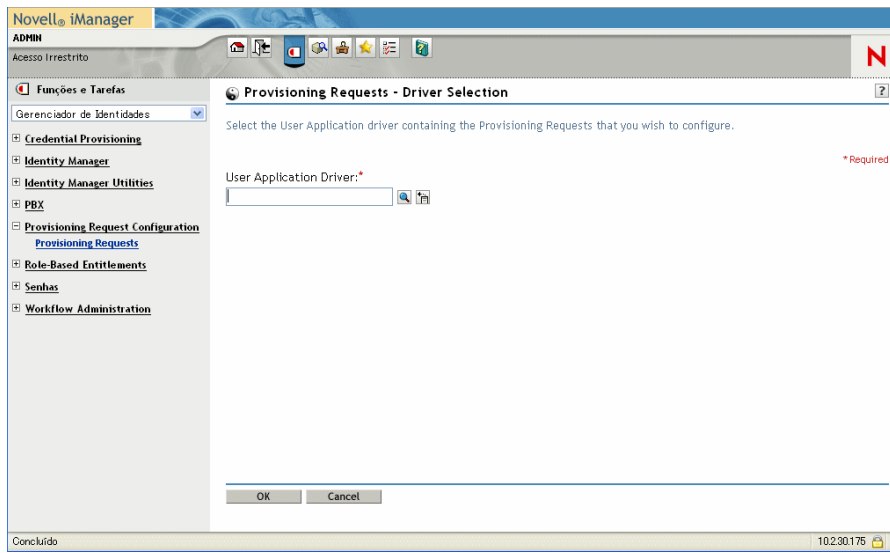 Novell® iManager
ADMIN
Acesso Irrestrito
N
Funções e Tarefas
Gerenciador de Identidades
Credential Provisioning
Identity Manager
Identity Manager Utilities
PBX
Provisioning Request Configuration
Provisioning Requests
Role-Based Entitlements
Senhas
Workflow Administration
Provisioning Requests - Driver Selection
?
Select the User Application driver containing the Provisioning Requests that you wish to configure.
*Required
User Application Driver:*
OK
Cancel
Concluído
10.2.30.175